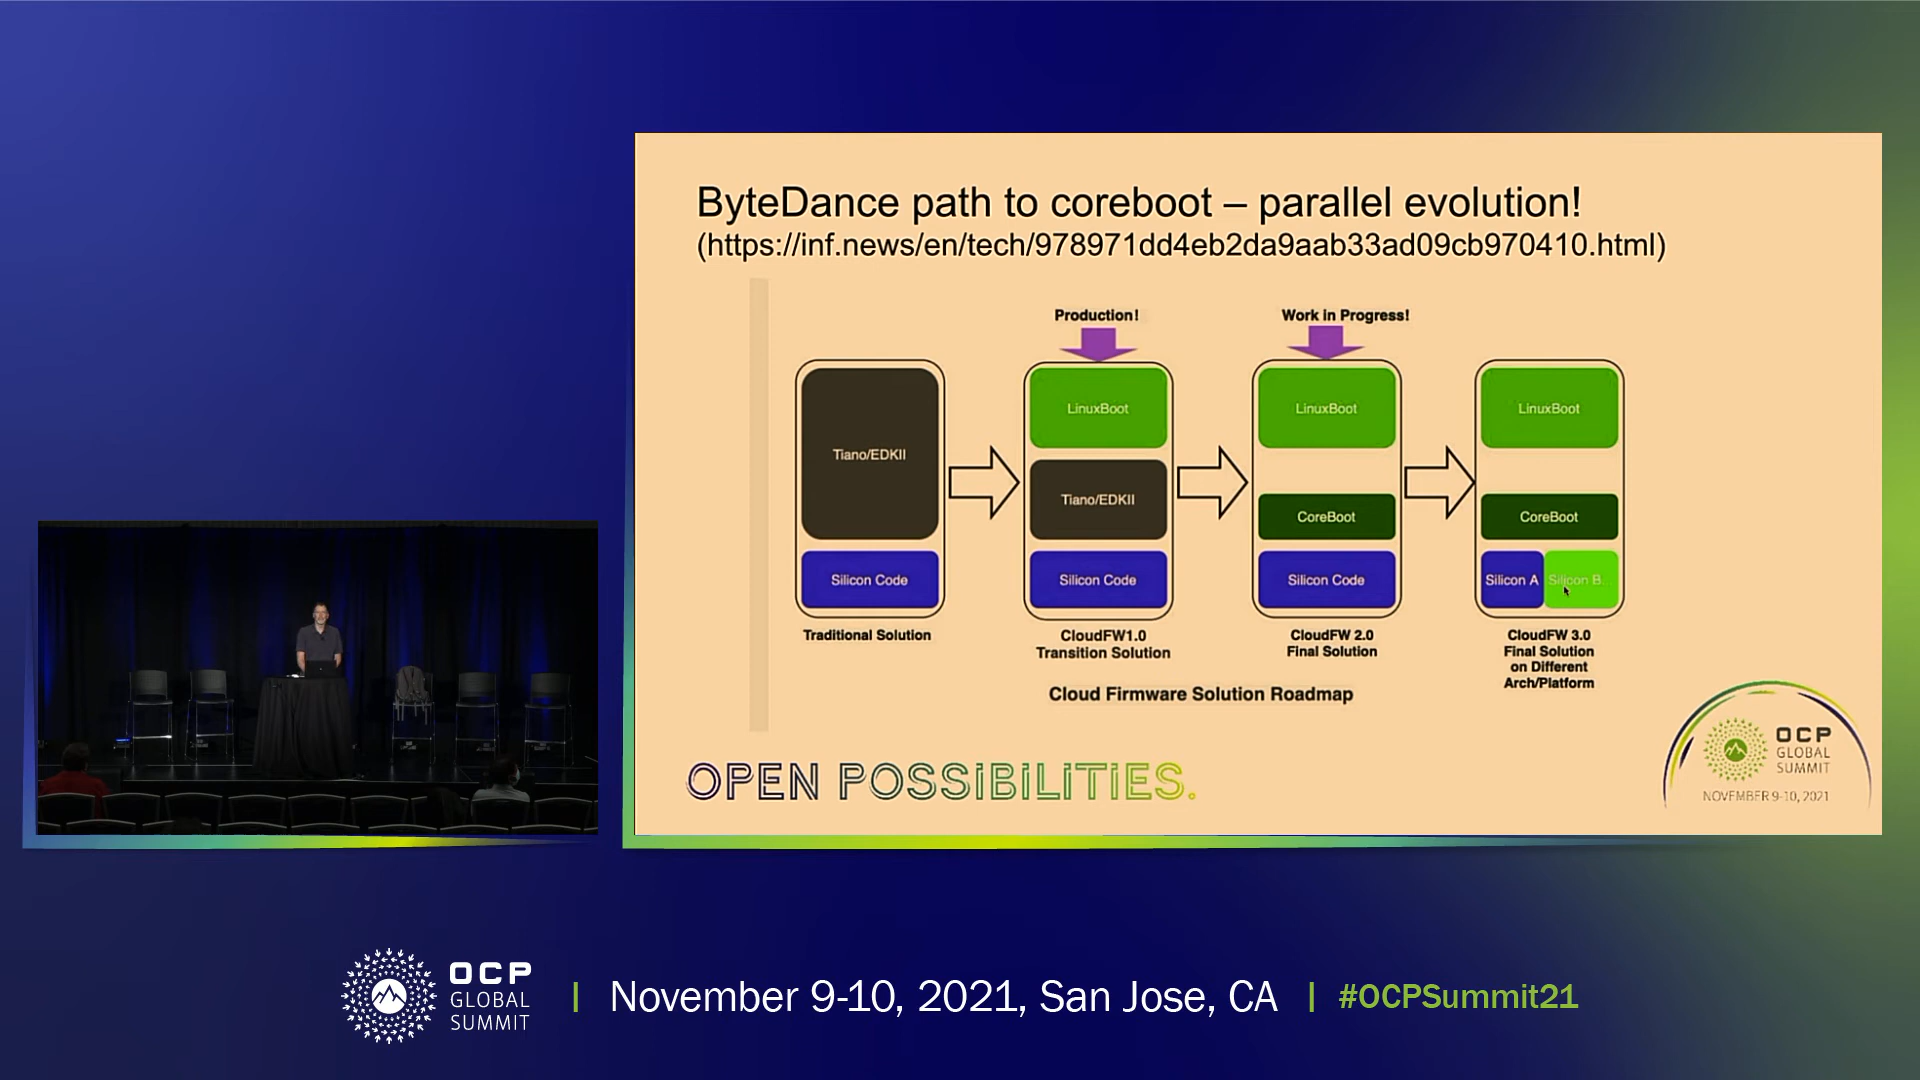 ByteDance path to coreboot – parallel evolution!
(https://inf.news/en/tech/978971dd4eb2da9aab33ad09cb970410.html)
Production!
Work in Progress!
Tiano/EDKII
Silicon Code
Traditional Solution
LinuxBoot
Tiano/EDKII
Silicon Code
CloudFW1.0
Transition Solution
LinuxBoot
CoreBoot
Silicon Code
CloudFW 2.0
Final Solution
LinuxBoot
CoreBoot
Silicon A
Silicon B...
CloudFW 3.0
Final Solution
on Different
Arch/Platform
Cloud Firmware Solution Roadmap
OPEN POSSIBILITIES.
OCP
GLOBAL
SUMMIT
NOVEMBER 9-10, 2021
OCP
GLOBAL
SUMMIT
November 9-10, 2021, San Jose, CA
#OCPSummit21